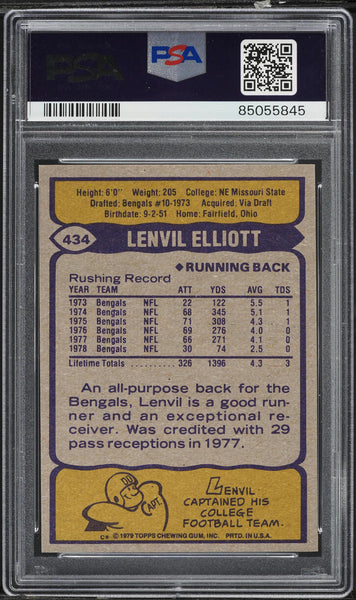 PSA
PSA
85055845
Height: 6'0" Weight: 205 College: NE Missouri State
Drafted: Bengals #10-1973 Acquired: Via Draft
Birthdate: 9-2-51 Home: Fairfield, Ohio
434 LENVIL ELLIOTT
◆RUNNING BACK
Rushing Record
YEAR TEAM ATT YDS AVG TDS
1973 Bengals NFL 22 122 5.5 1
1974 Bengals NFL 68 345 5.1 1
1975 Bengals NFL 71 308 4.3 1
1976 Bengals NFL 69 276 4.0 0
1977 Bengals NFL 66 271 4.1 0
1978 Bengals NFL 30 74 2.5 0
Lifetime Totals 326 1396 4.3 3
An all-purpose back for the
Bengals, Lenvil is a good run-
ner and an exceptional re-
ceiver. Was credited with 29
pass receptions in 1977.
CAPT.
LENVIL
CAPTAINED HIS
COLLEGE
FOOTBALL TEAM.
C* © 1979 TOPPS CHEWING GUM, INC. PRTD. IN U.S.A.